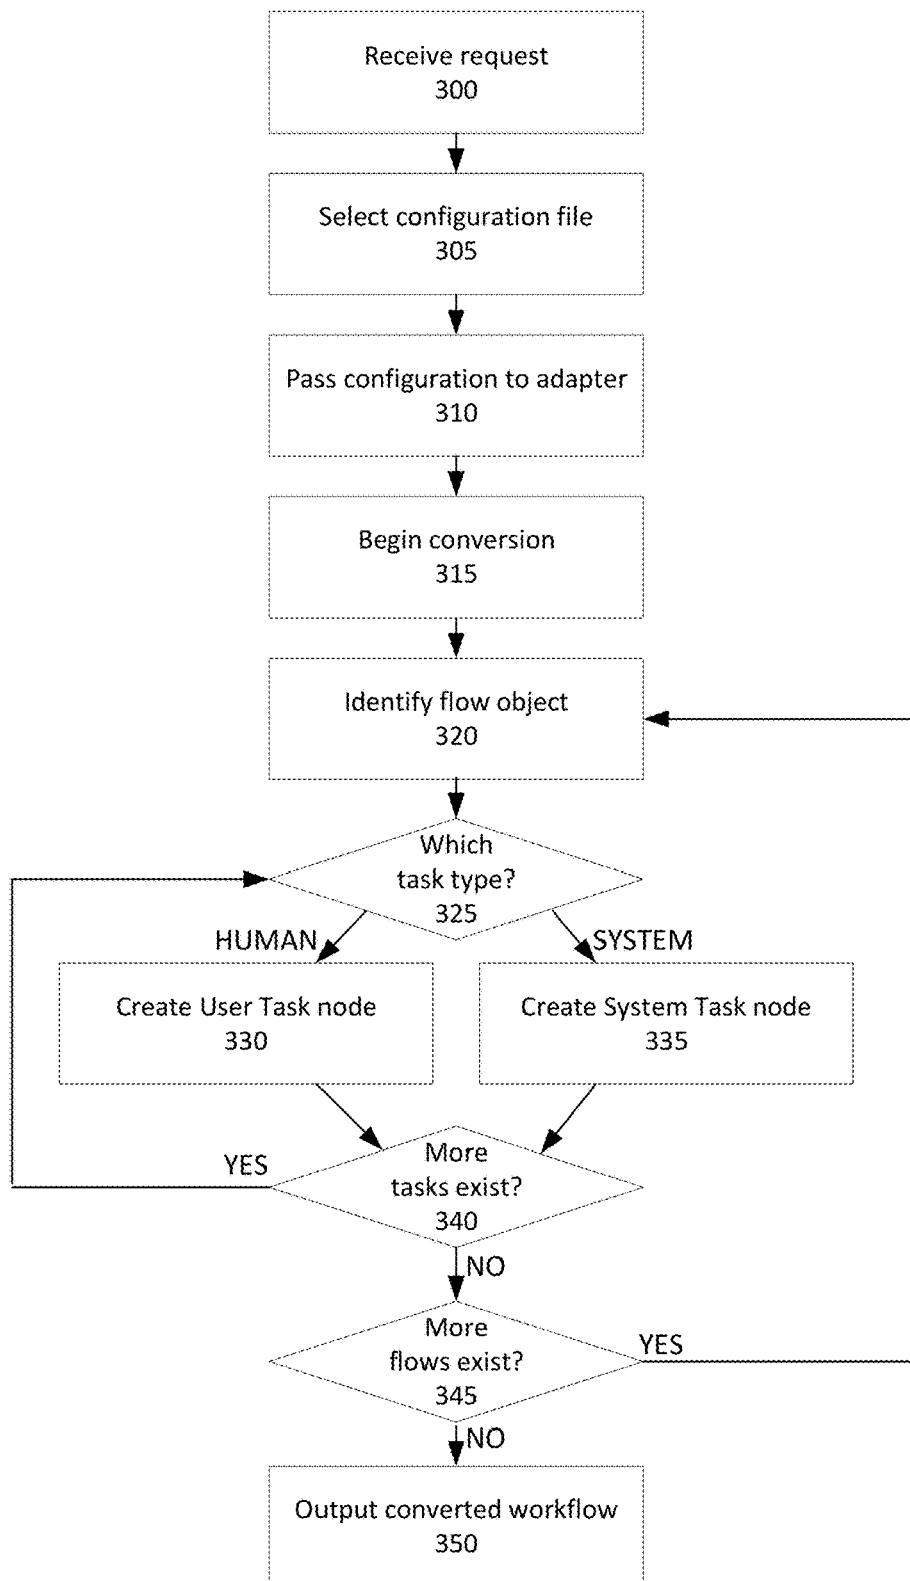 Receive request
300
Select configuration file
305
Pass configuration to adapter
310
Begin conversion
315
Identify flow object
320
Which
task type?
325
HUMAN
SYSTEM
Create User Task node
330
Create System Task node
335
More
tasks exist?
340
YES
NO
More
flows exist?
345
YES
NO
Output converted workflow
350